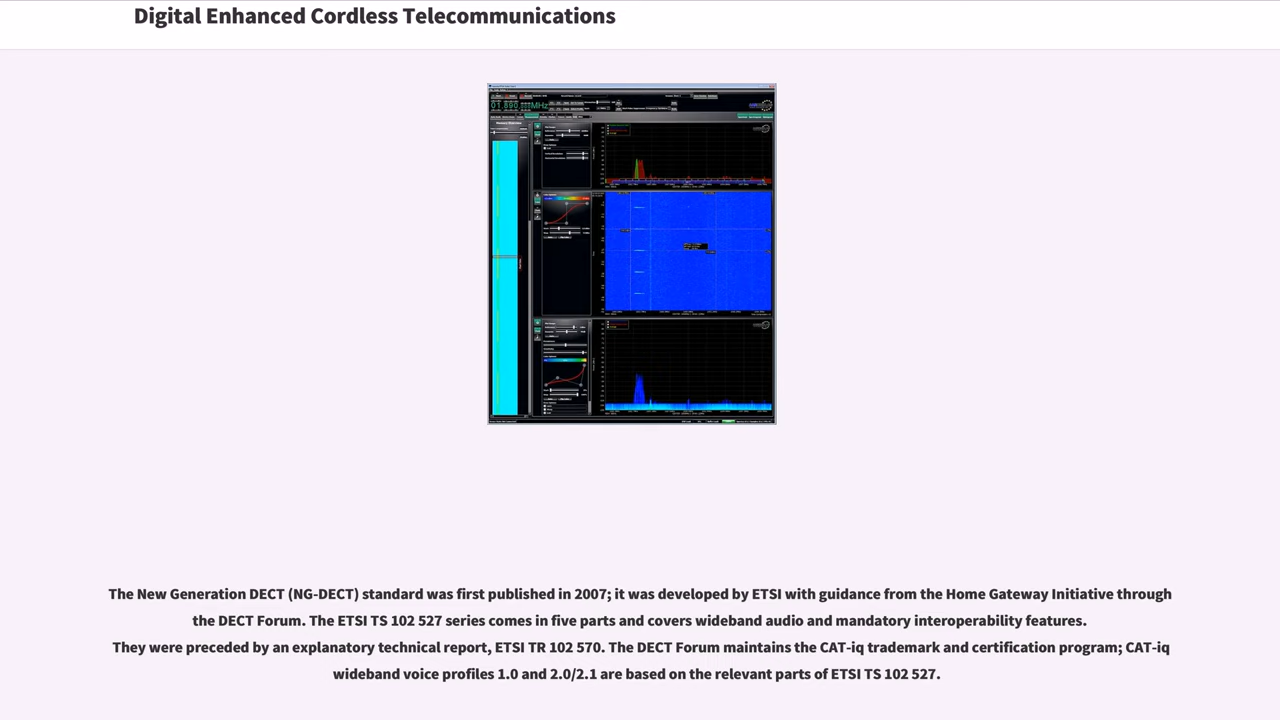 Digital Enhanced Cordless Telecommunications
The New Generation DECT (NG-DECT) standard was first published in 2007; it was developed by ETSI with guidance from the Home Gateway Initiative through
the DECT Forum. The ETSI TS 102 527 series comes in five parts and covers wideband audio and mandatory interoperability features.
They were preceded by an explanatory technical report, ETSI TR 102 570. The DECT Forum maintains the CAT-iq trademark and certification program; CAT-iq
wideband voice profiles 1.0 and 2.0/2.1 are based on the relevant parts of ETSI TS 102 527.